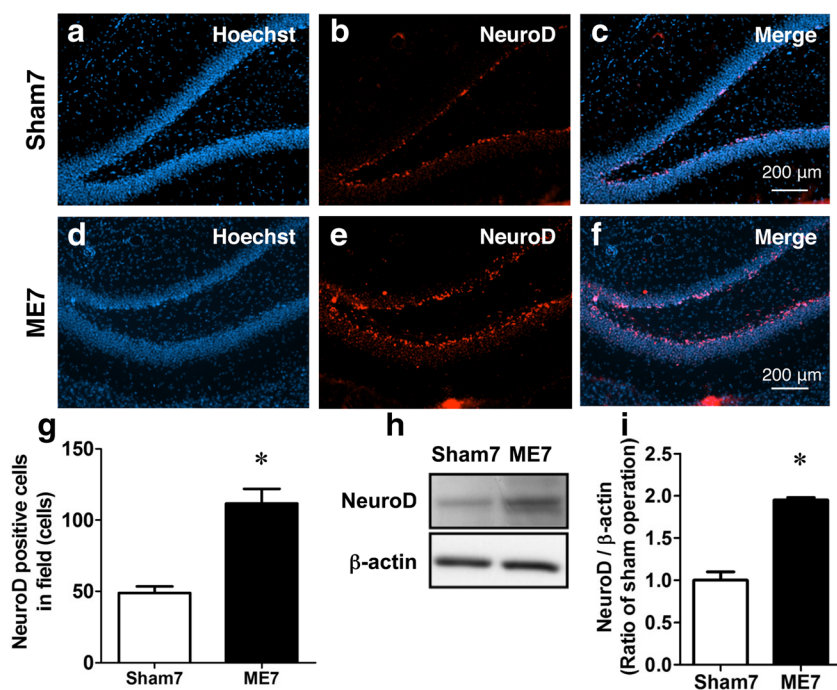 a Hoechst
b NeuroD
c Merge
Sham7
200 μm
d Hoechst
e NeuroD
f Merge
ME7
200 μm
g
NeuroD positive cells
in field (cells)
150
100
50
0
Sham7 ME7
*
h
Sham7 ME7
NeuroD
β-actin
i
NeuroD / β-actin
(Ratio of sham operation)
2.5
2.0
1.5
1.0
0.5
0.0
Sham7 ME7
*